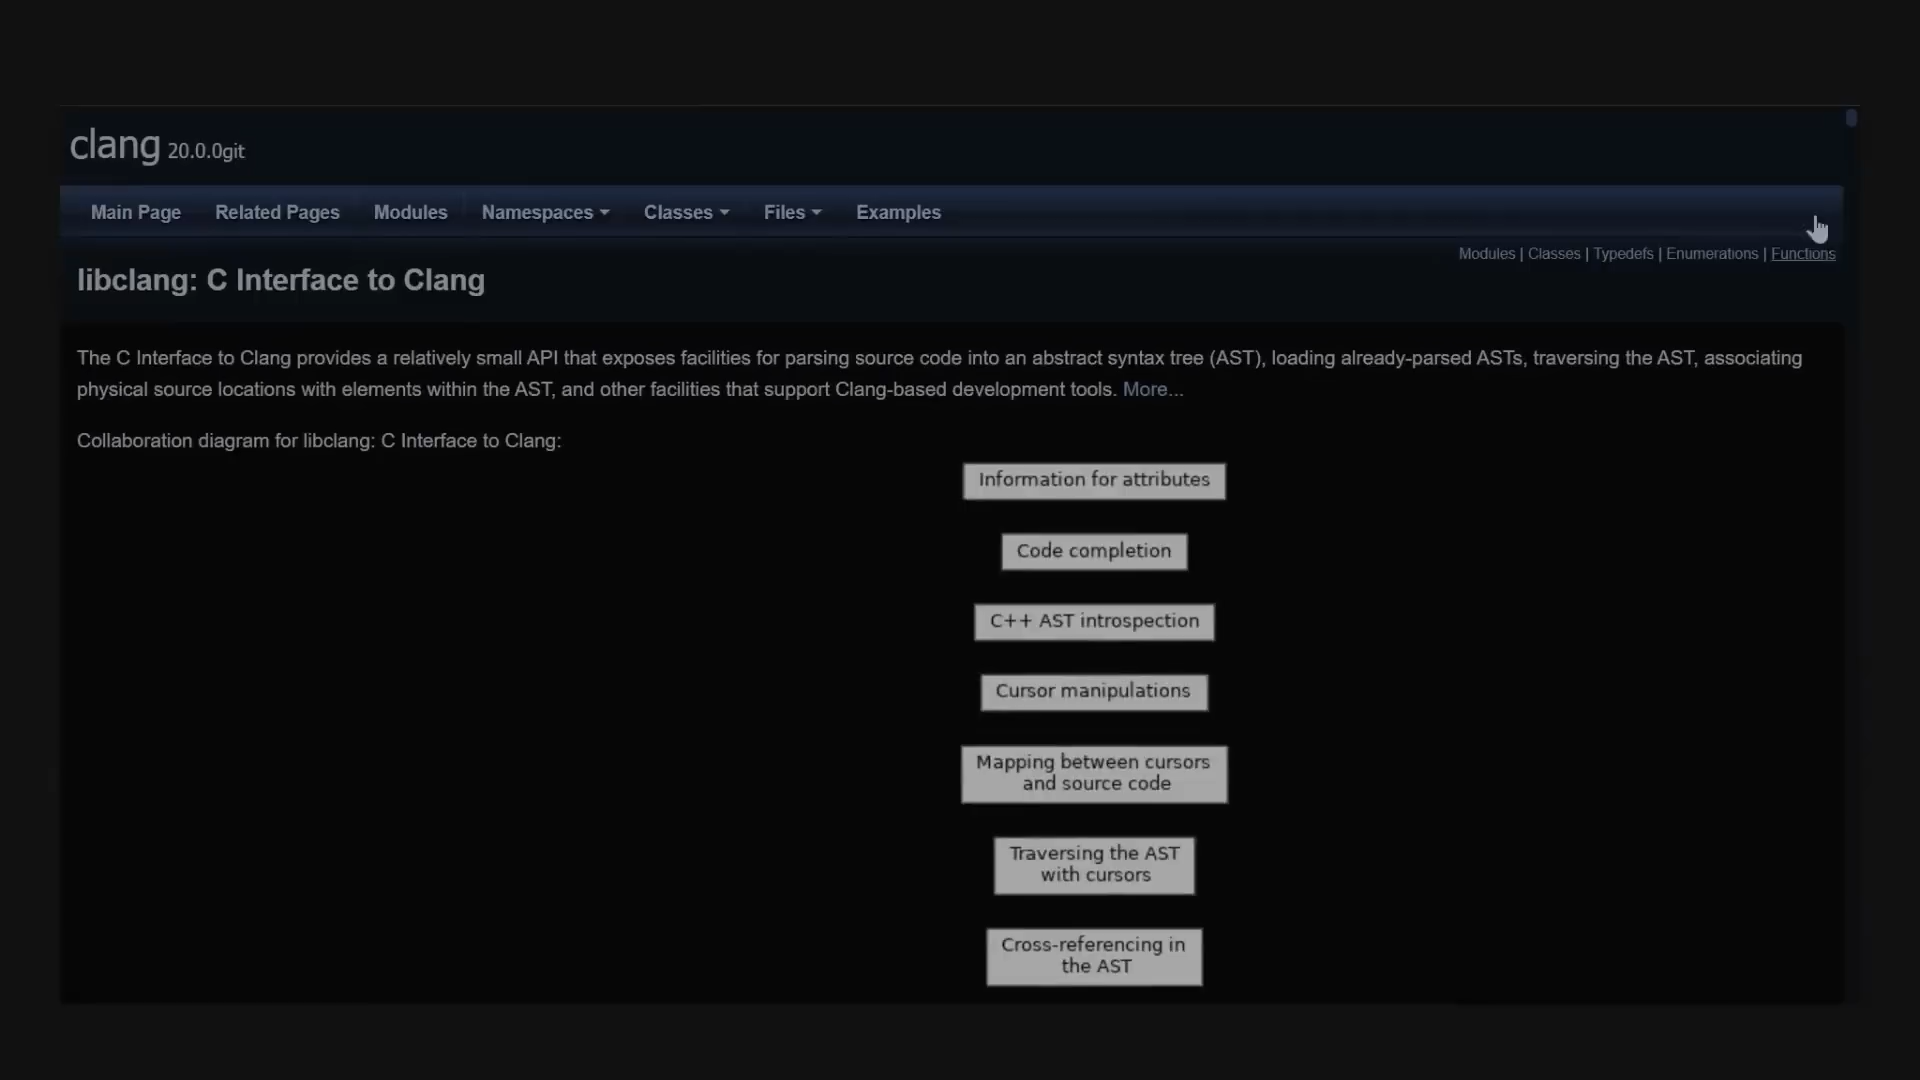 clang 20.0.0git
Main Page Related Pages Modules Namespaces Classes Files Examples
Modules | Classes | Typedefs | Enumerations | Functions
libclang: C Interface to Clang
The C Interface to Clang provides a relatively small API that exposes facilities for parsing source code into an abstract syntax tree (AST), loading already-parsed ASTs, traversing the AST, associating
physical source locations with elements within the AST, and other facilities that support Clang-based development tools. More...
Collaboration diagram for libclang: C Interface to Clang:
Information for attributes
Code completion
C++ AST introspection
Cursor manipulations
Mapping between cursors
and source code
Traversing the AST
with cursors
Cross-referencing in
the AST